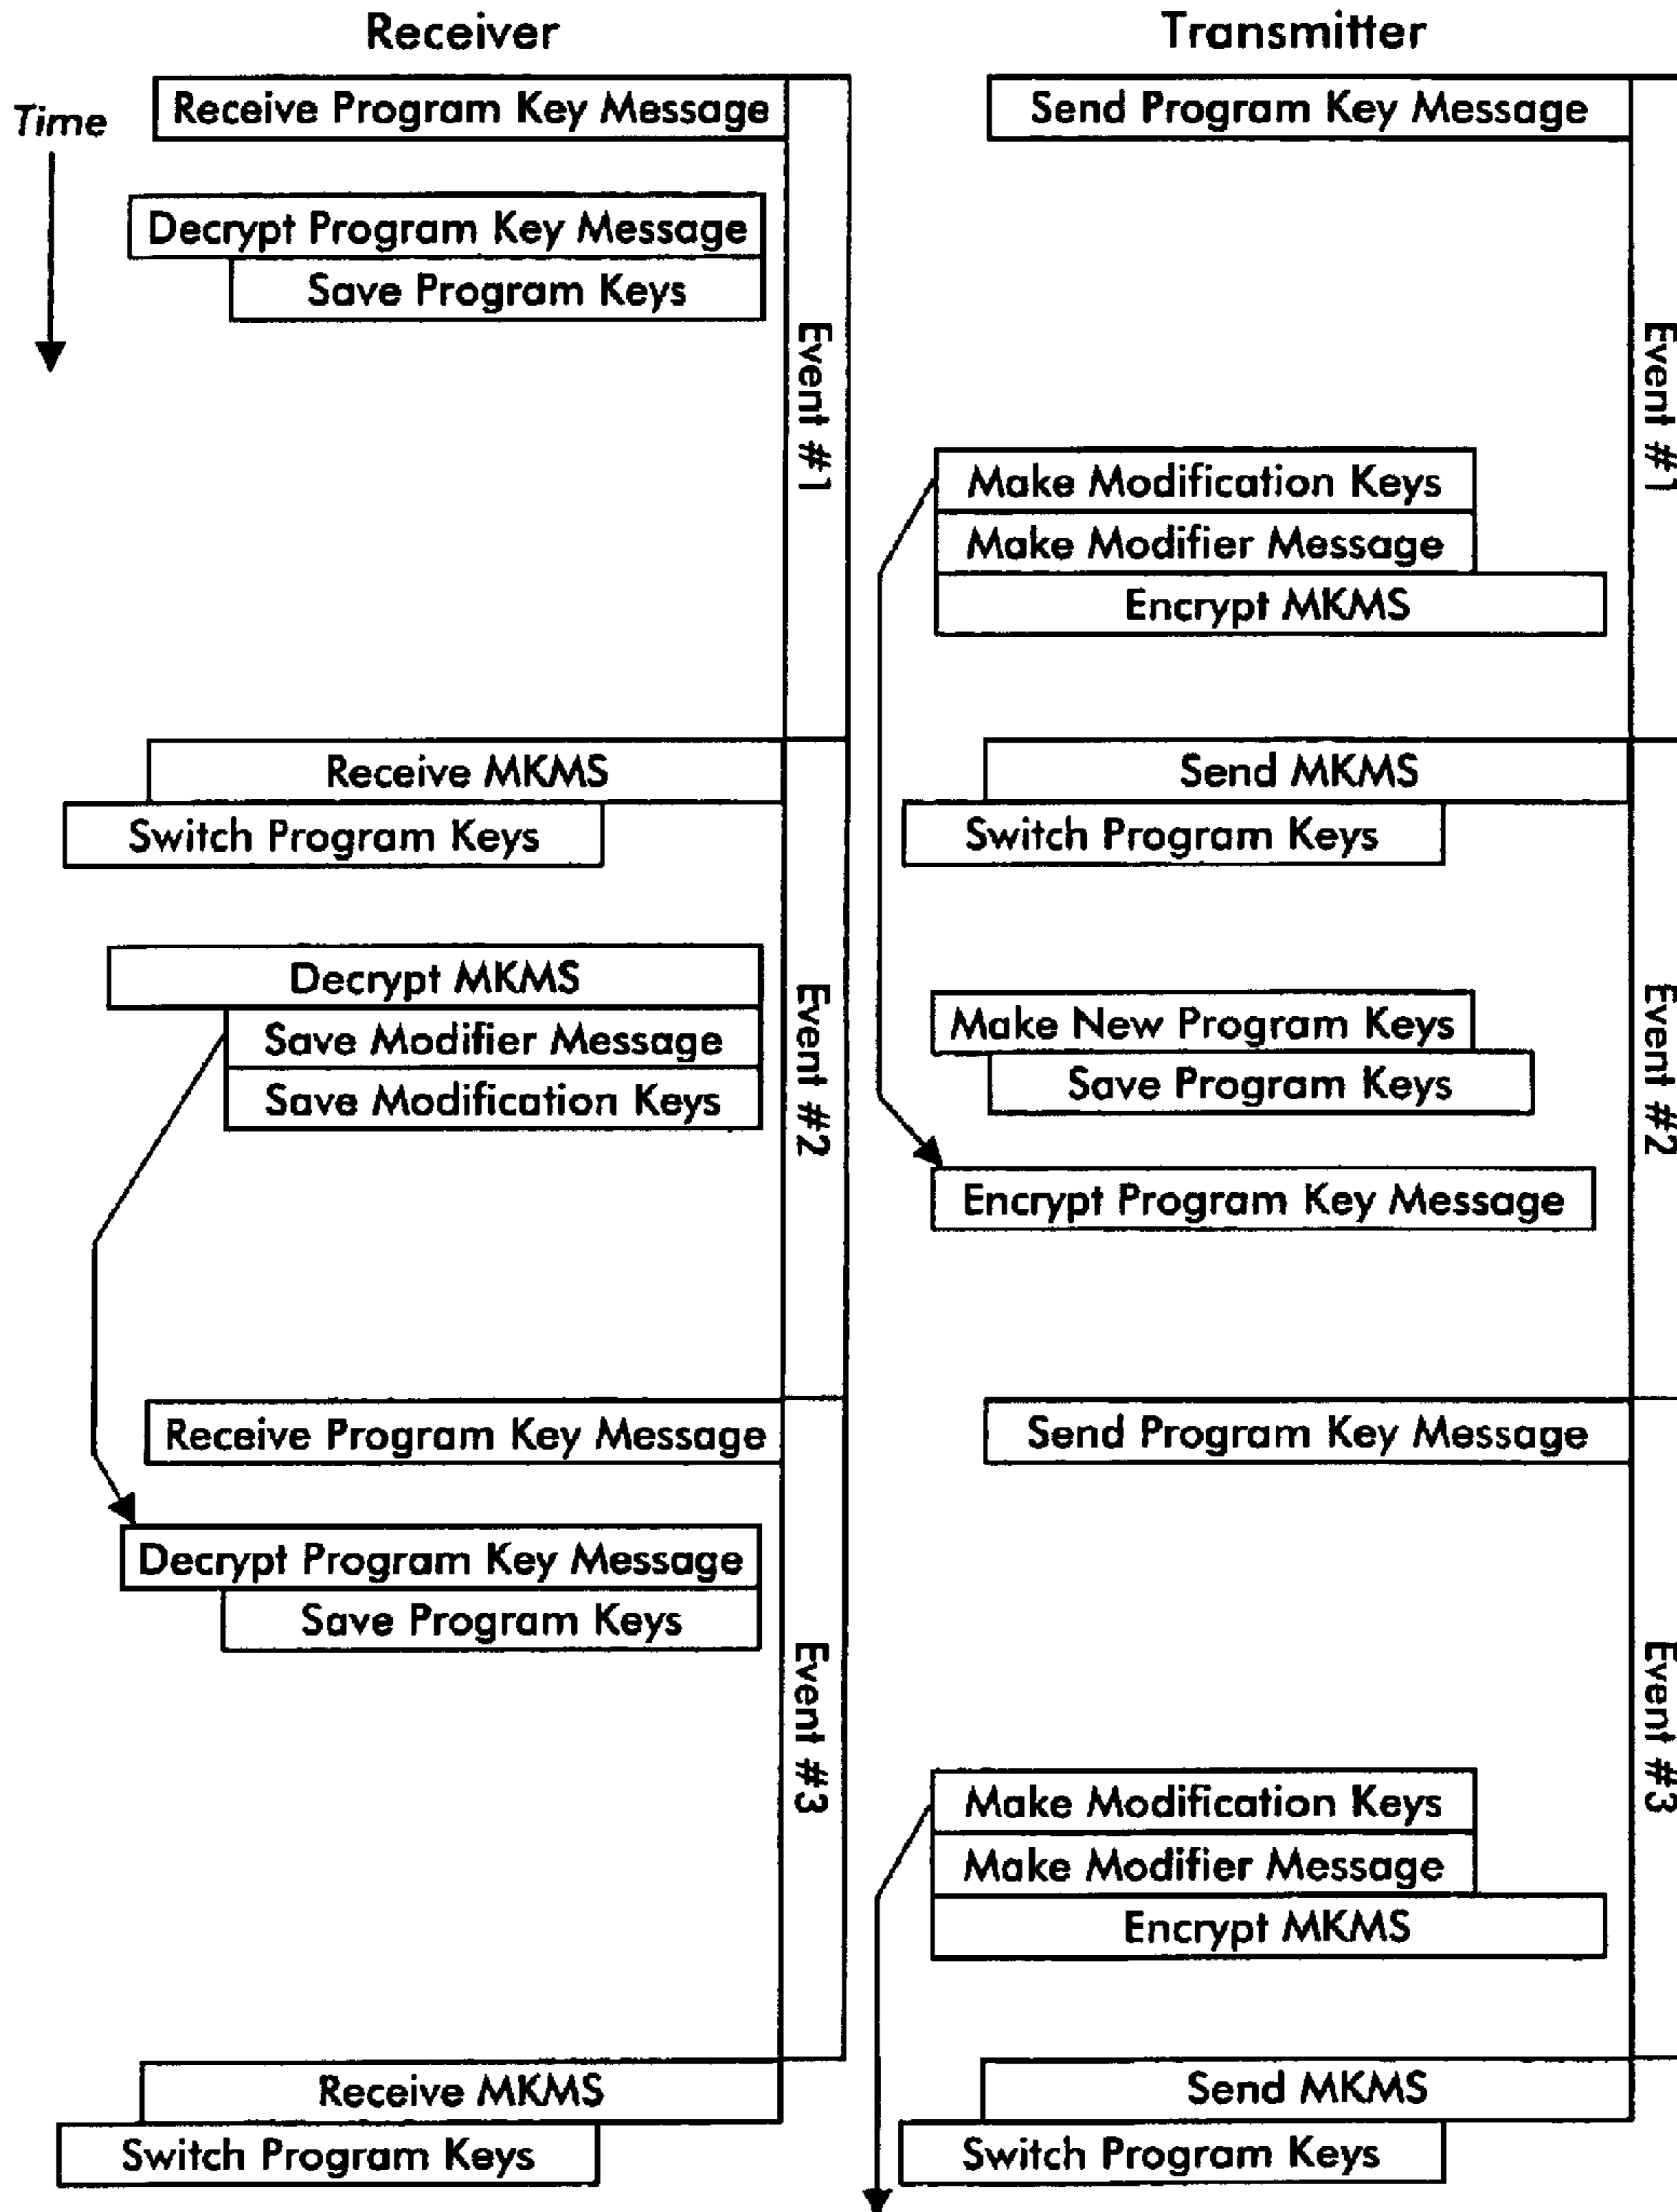 Receiver
Transmitter
Time
Receive Program Key Message
Decrypt Program Key Message
Save Program Keys
Event #1
Receive MKMS
Switch Program Keys
Decrypt MKMS
Save Modifier Message
Save Modification Keys
Event #2
Receive Program Key Message
Decrypt Program Key Message
Save Program Keys
Event #3
Receive MKMS
Switch Program Keys
Send Program Key Message
Event #1
Make Modification Keys
Make Modifier Message
Encrypt MKMS
Send MKMS
Switch Program Keys
Make New Program Keys
Save Program Keys
Event #2
Encrypt Program Key Message
Send Program Key Message
Event #3
Make Modification Keys
Make Modifier Message
Encrypt MKMS
Send MKMS
Switch Program Keys